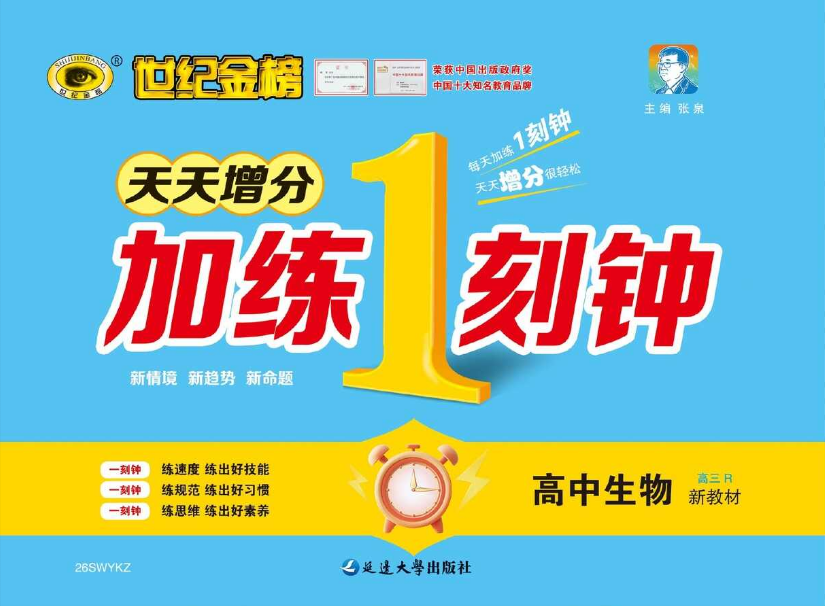 SHIJIJINBANG
世纪金榜
®
世纪金榜
荣获中国出版政府奖
中国十大知名教育品牌
主编 张泉
每天加练1刻钟
天天增分很轻松
天天增分
加练1刻钟
新情境 新趋势 新命题
一刻钟 练速度 练出好技能
一刻钟 练规范 练出好习惯
一刻钟 练思维 练出好素养
高中生物
高三R
新教材
26SWYKZ
延边大学出版社